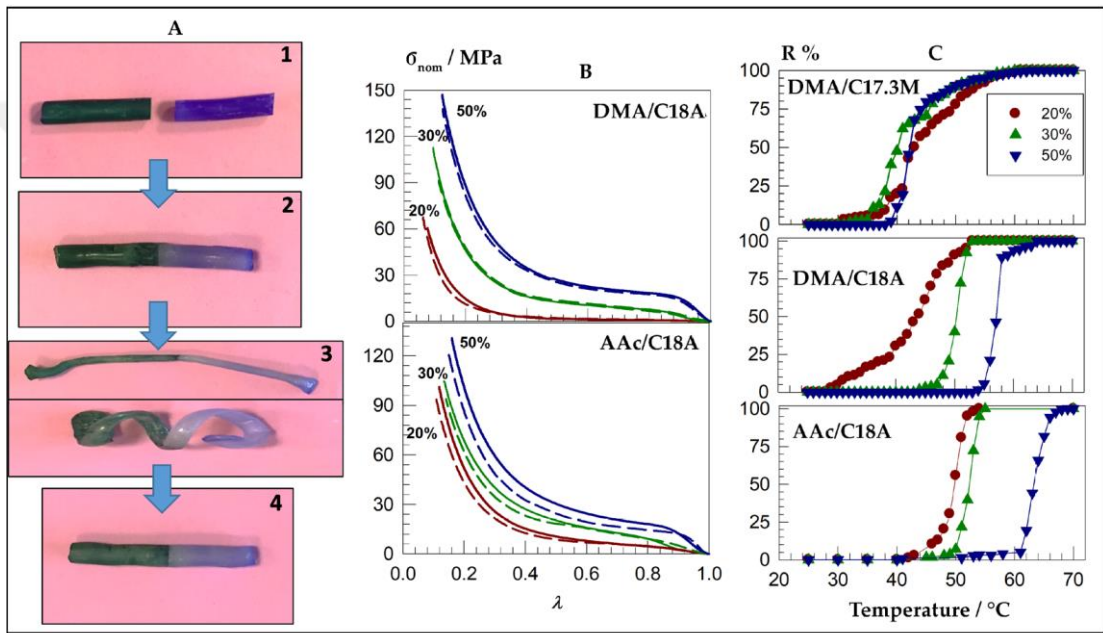 A
1
2
3
4
σnom / MPa
B
150
120
90
60
30
0
50%
30%
20%
DMA/C18A
120
90
60
30
0
50%
30%
20%
AAc/C18A
0.0 0.2 0.4 0.6 0.8 1.0
λ
R %
C
DMA/C17.3M
100
75
50
25
0
20%
30%
50%
DMA/C18A
100
75
50
25
0
AAc/C18A
100
75
50
25
0
20 30 40 50 60 70
Temperature / °C